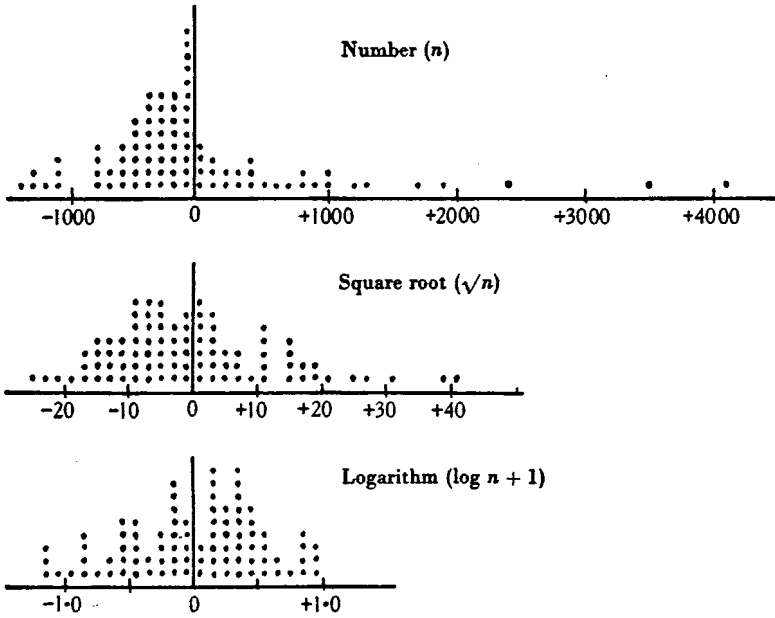 Number (n)
-1000 0 +1000 +2000 +3000 +4000
Square root (√n)
-20 -10 0 +10 +20 +30 +40
Logarithm (log n + 1)
-1·0 0 +1·0